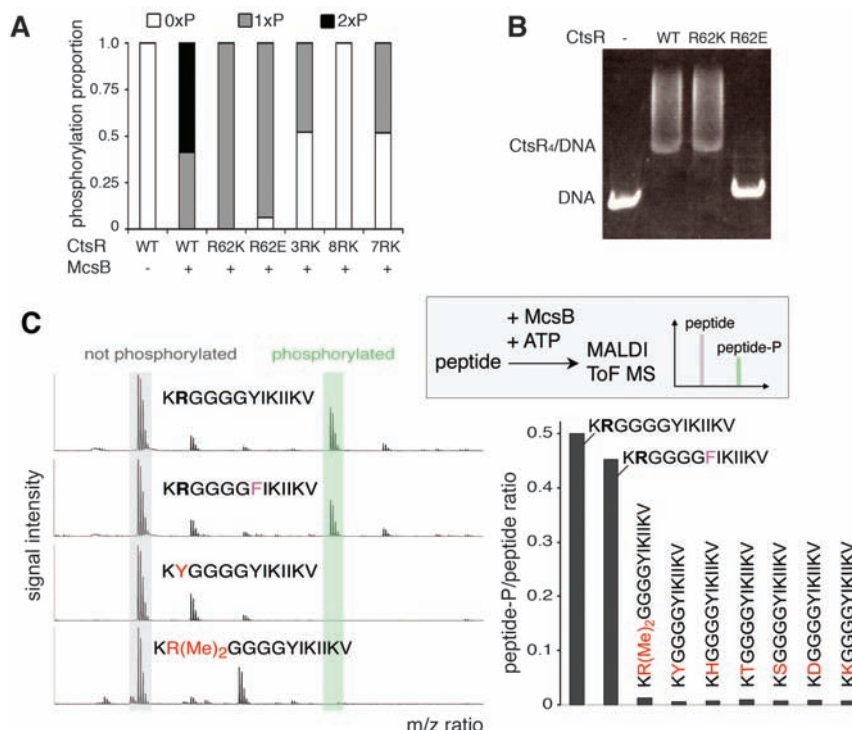 A
0xP 1xP 2xP
phosphorylation proportion
1.0
0.75
0.5
0.25
0
CtsR WT WT R62K R62E 3RK 8RK 7RK
McsB - + + + + + +
B
CtsR - WT R62K R62E
CtsR₄/DNA
DNA
C
+ McsB
+ ATP
peptide
MALDI
ToF MS
peptide
peptide-P
not phosphorylated phosphorylated
KRGGGGYIKIIKV
KRGGGGFIKIIKV
KYGGGGYIKIIKV
KR(Me)₂GGGGYIKIIKV
signal intensity
m/z ratio
peptide-P/peptide ratio
0.5
0.4
0.3
0.2
0.1
0
KRGGGGYIKIIKV
KRGGGGFIKIIKV
KR(Me)₂GGGGYIKIIKV
KYGGGGYIKIIKV
KHGGGGYIKIIKV
KTGGGGYIKIIKV
KSGGGGYIKIIKV
KDGGGGYIKIIKV
KKGGGGYIKIIKV